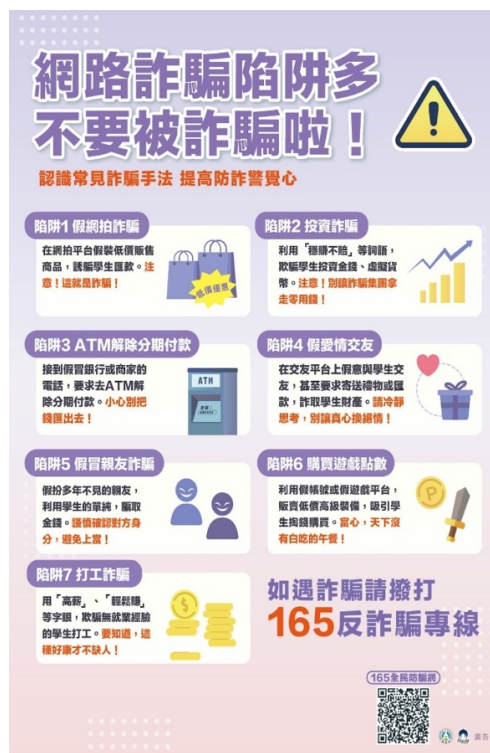 網路詐騙陷阱多
不要被詐騙啦！
認識常見詐騙手法 提高防詐警覺心
陷阱1 假網拍詐騙
在網拍平台假裝低價販售
商品，誘騙學生匯款。注
意！這就是詐騙！
低價優惠
陷阱2 投資詐騙
利用「穩賺不賠」等詞語，
欺騙學生投資金錢、虛擬貨
幣。注意！別讓詐騙集團拿
走零用錢！
陷阱3 ATM解除分期付款
接到假冒銀行或商家的
電話，要求去ATM解
除分期付款。小心別把
錢匯出去！
ATM
陷阱4 假愛情交友
在交友平台上假意與學生交
友，甚至要求寄送禮物或匯
款，詐取學生財產。請冷靜
思考，別讓真心換絕情！
陷阱5 假冒親友詐騙
假扮多年不見的親友，
利用學生的單純，騙取
金錢。謹慎確認對方身
分，避免上當！
陷阱6 購買遊戲點數
利用假帳號或假遊戲平台，
販賣低價高級裝備，吸引學
生掏錢購買。當心，天下沒
有白吃的午餐！
P
陷阱7 打工詐騙
用「高薪」、「輕鬆賺」
等字眼，欺騙無就業經驗
的學生打工。要知道，這
種好康才不缺人！
如遇詐騙請撥打
165反詐騙專線
165全民防騙網
廣告